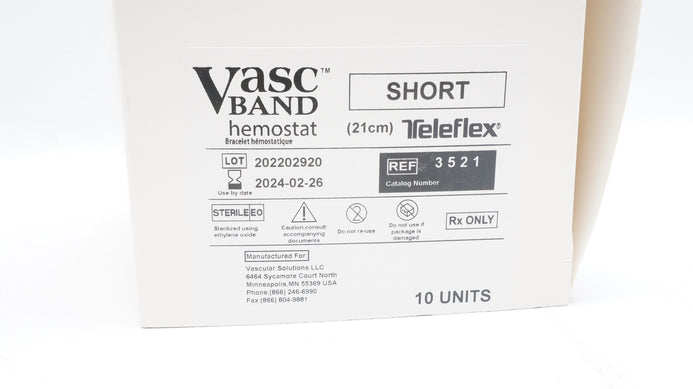 Vasc™
BAND
hemostat
Bracelet hémostatique
SHORT
(21cm) Teleflex®
LOT 202202920
2024-02-26
Use by date
REF 3521
Catalog Number
STERILE EO
Sterilized using
ethylene oxide
Caution,consult
accompanying
documents
2
Do not re-use
Do not use if
package is
damaged
Rx ONLY
Manufactured For:
Vascular Solutions LLC
6464 Sycamore Court North
Minneapolis,MN 55369 USA
Phone:(866) 246-6990
Fax:(866) 804-9881
10 UNITS